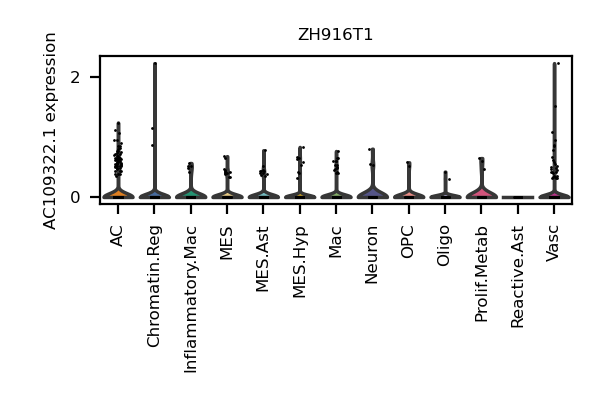 ZH916T1
AC109322.1 expression
2
0
AC
Chromatin.Reg
Inflammatory.Mac
MES
MES.Ast
MES.Hyp
Mac
Neuron
OPC
Oligo
Prolif.Metab
Reactive.Ast
Vasc